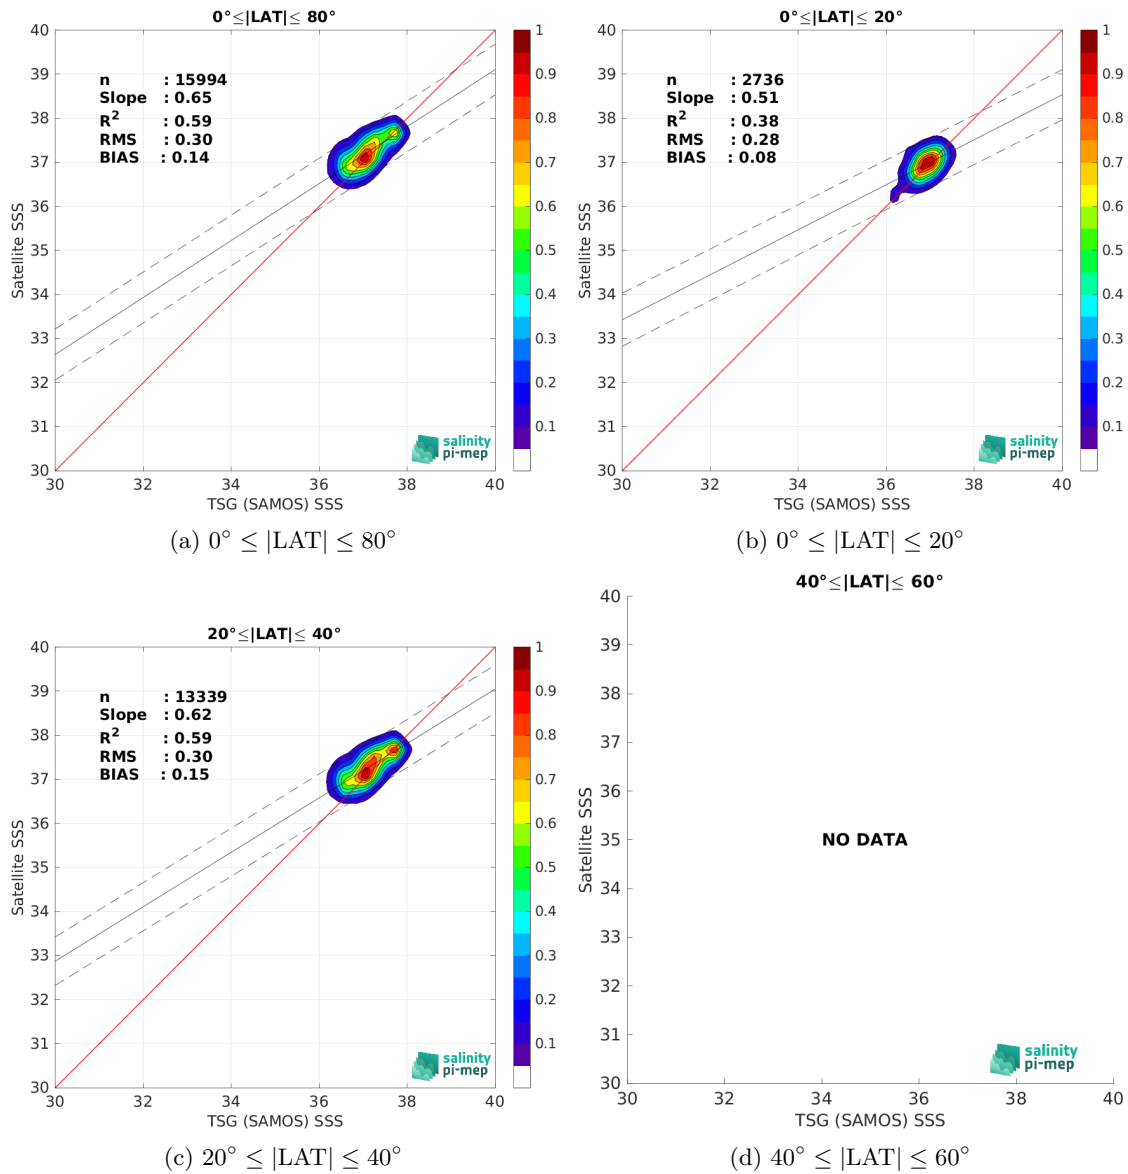 0°≤|LAT|≤ 80°
40
39
38
37
36
35
34
33
32
31
30
Satellite SSS
n : 15994
Slope : 0.65
R² : 0.59
RMS : 0.30
BIAS : 0.14
salinity
pi-mep
30 32 34 36 38 40
TSG (SAMOS) SSS
1
0.9
0.8
0.7
0.6
0.5
0.4
0.3
0.2
0.1
(a) 0° ≤ |LAT| ≤ 80°
0°≤|LAT|≤ 20°
40
39
38
37
36
35
34
33
32
31
30
Satellite SSS
n : 2736
Slope : 0.51
R² : 0.38
RMS : 0.28
BIAS : 0.08
salinity
pi-mep
30 32 34 36 38 40
TSG (SAMOS) SSS
1
0.9
0.8
0.7
0.6
0.5
0.4
0.3
0.2
0.1
(b) 0° ≤ |LAT| ≤ 20°
20°≤|LAT|≤ 40°
40
39
38
37
36
35
34
33
32
31
30
Satellite SSS
n : 13339
Slope : 0.62
R² : 0.59
RMS : 0.30
BIAS : 0.15
salinity
pi-mep
30 32 34 36 38 40
TSG (SAMOS) SSS
1
0.9
0.8
0.7
0.6
0.5
0.4
0.3
0.2
0.1
(c) 20° ≤ |LAT| ≤ 40°
40°≤|LAT|≤ 60°
40
39
38
37
36
35
34
33
32
31
30
Satellite SSS
NO DATA
salinity
pi-mep
30 32 34 36 38 40
TSG (SAMOS) SSS
(d) 40° ≤ |LAT| ≤ 60°